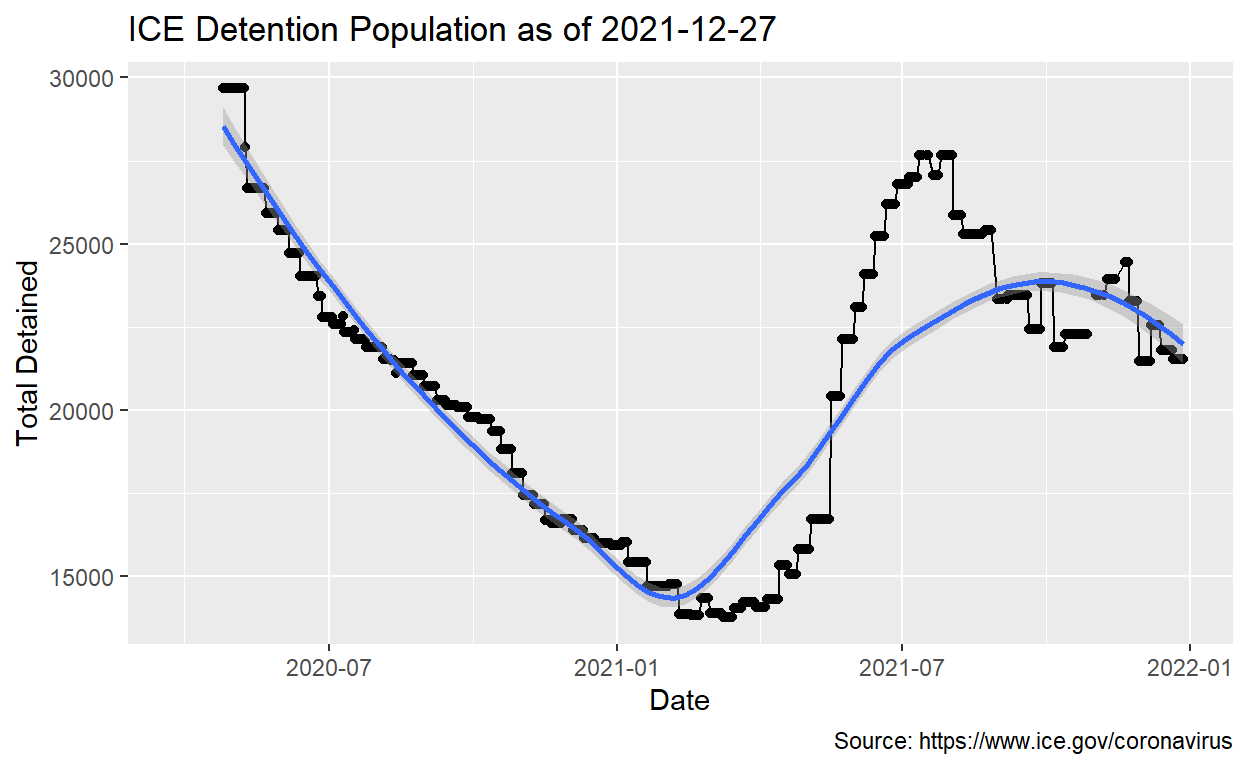 ICE Detention Population as of 2021-12-27
30000
25000
20000
15000
Total Detained
2020-07
2021-01
2021-07
2022-01
Date
Source: https://www.ice.gov/coronavirus